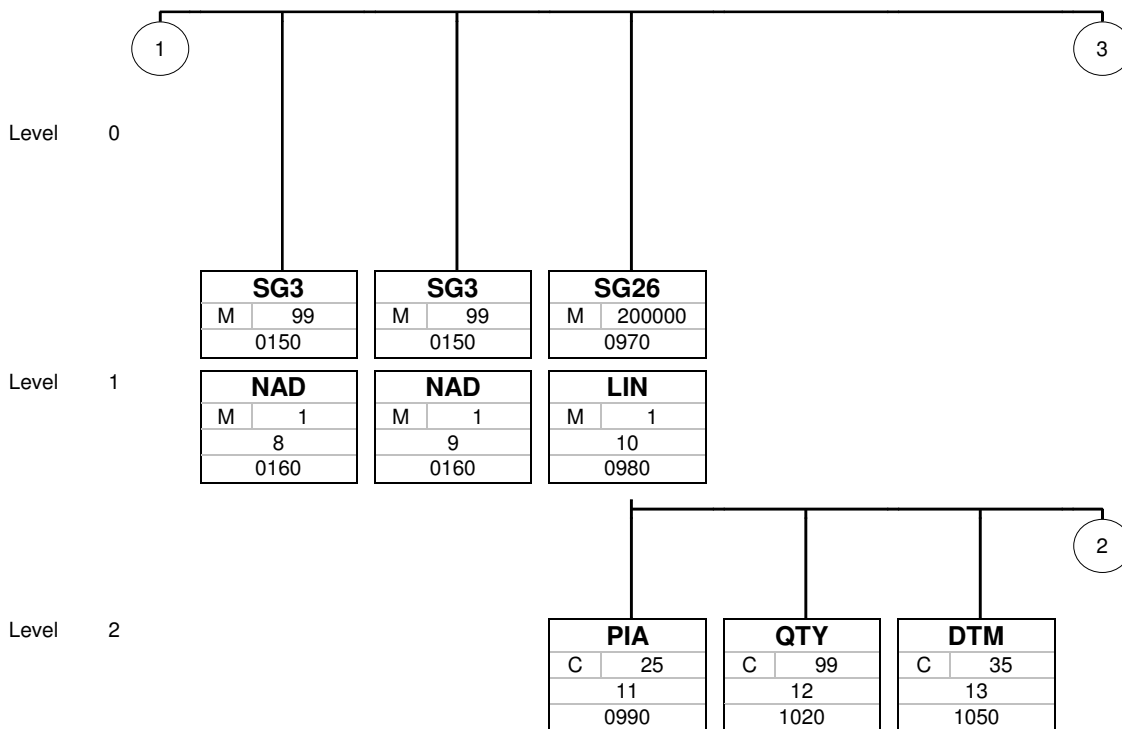 1 3
Level 0
SG3 SG3 SG26
M 99 M 99 M 200000
0150 0150 0970
Level 1
NAD NAD LIN
M 1 M 1 M 1
8 9 10
0160 0160 0980
2
Level 2
PIA QTY DTM
C 25 C 99 C 35
11 12 13
0990 1020 1050